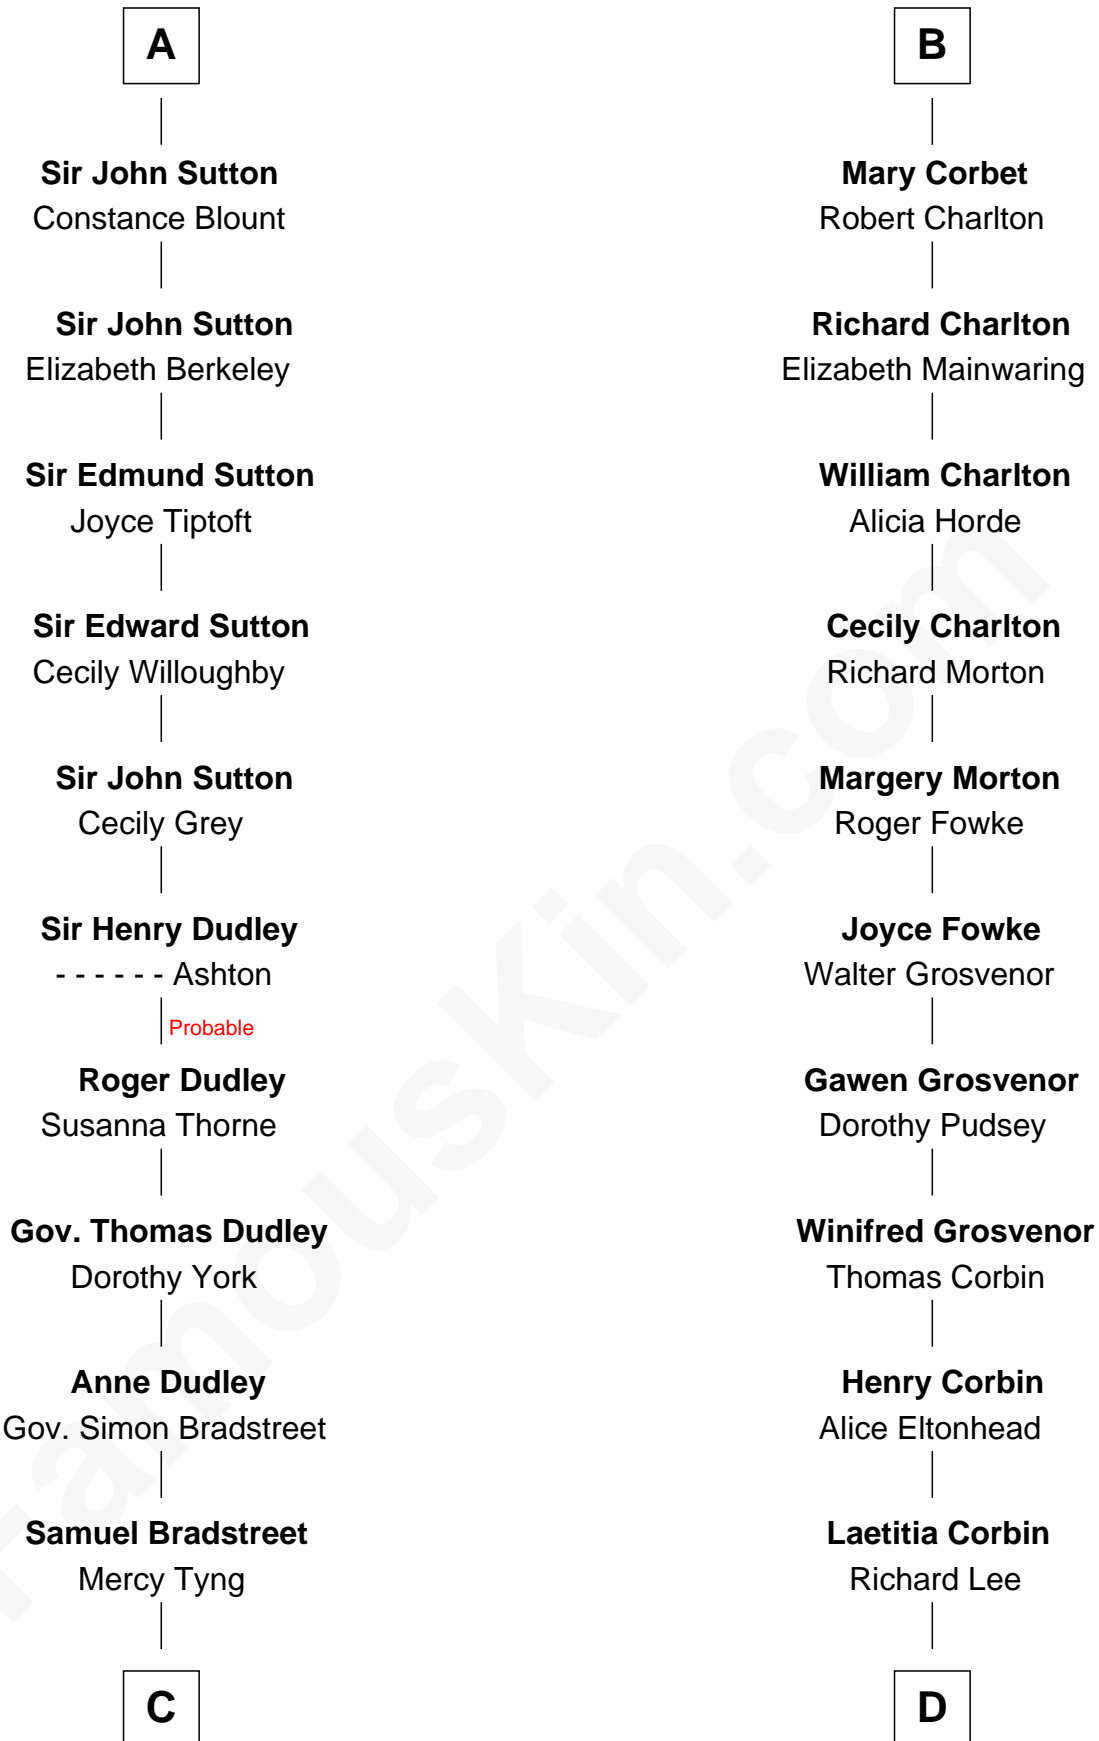 A
Sir John Sutton
Constance Blount
Sir John Sutton
Elizabeth Berkeley
Sir Edmund Sutton
Joyce Tiptoft
Sir Edward Sutton
Cecily Willoughby
Sir John Sutton
Cecily Grey
Sir Henry Dudley
- - - - - - Ashton
Probable
Roger Dudley
Susanna Thorne
Gov. Thomas Dudley
Dorothy York
Anne Dudley
Gov. Simon Bradstreet
Samuel Bradstreet
Mercy Tyng
C
B
Mary Corbet
Robert Charlton
Richard Charlton
Elizabeth Mainwaring
William Charlton
Alicia Horde
Cecily Charlton
Richard Morton
Margery Morton
Roger Fowke
Joyce Fowke
Walter Grosvenor
Gawen Grosvenor
Dorothy Pudsey
Winifred Grosvenor
Thomas Corbin
Henry Corbin
Alice Eltonhead
Laetitia Corbin
Richard Lee
D
FamousKin.com